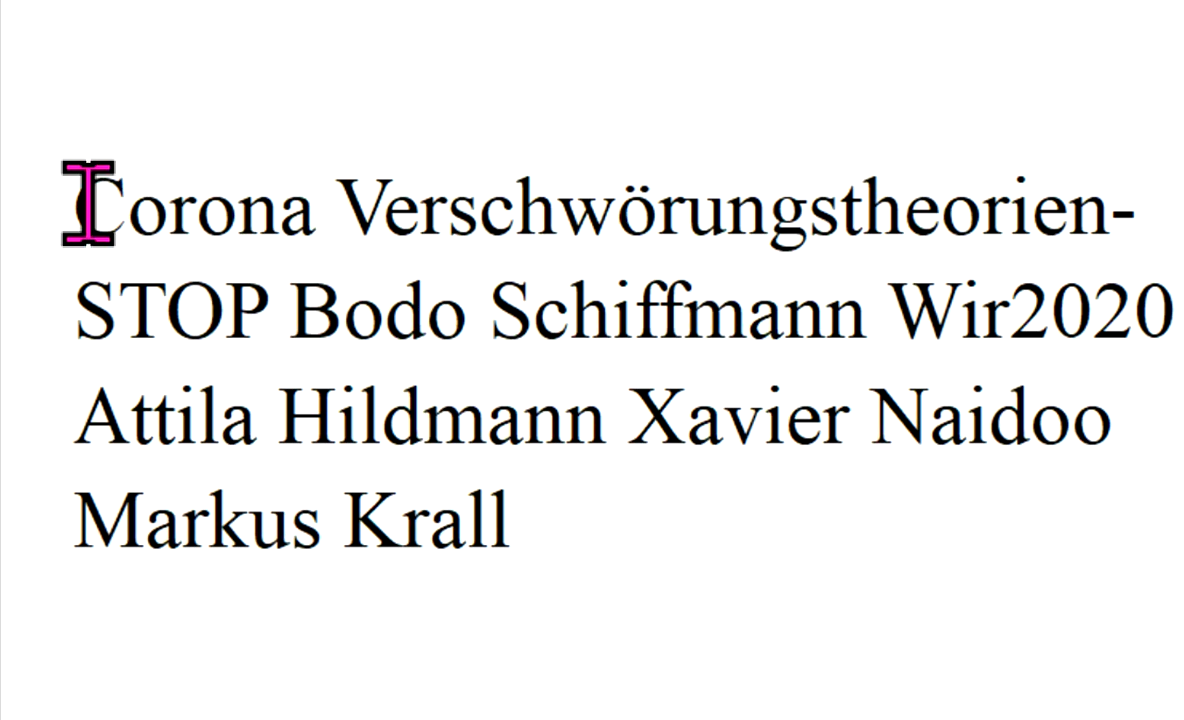 Corona Verschwörungstheorien-
STOP Bodo Schiffmann Wir2020
Attila Hildmann Xavier Naidoo
Markus Krall